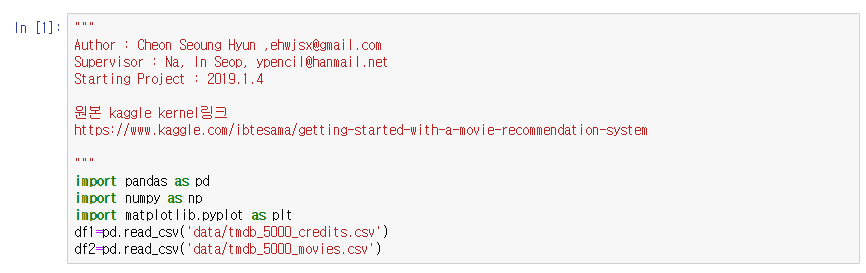 In [1]:
"""
Author : Cheon Seoung Hyun ,ehwjsx@gmail.com
Supervisor : Na, In Seop, ypencil@hanmail.net
Starting Project : 2019.1.4
원본 kaggle kernel링크
https://www.kaggle.com/ibtesama/getting-started-with-a-movie-recommendation-system
"""
import pandas as pd
import numpy as np
import matplotlib.pyplot as plt
df1=pd.read_csv('data/tmdb_5000_credits.csv')
df2=pd.read_csv('data/tmdb_5000_movies.csv')